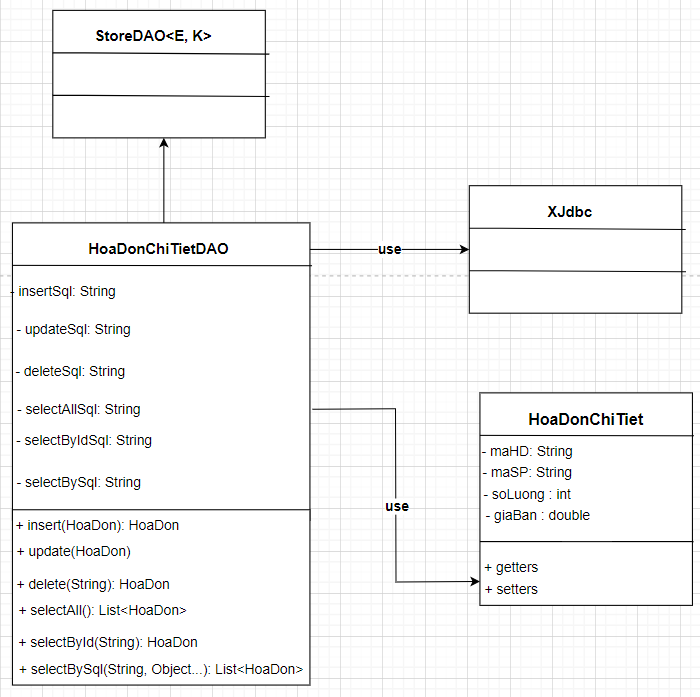 StoreDAO<E, K>
XJdbc
HoaDonChiTietDAO
use
- insertSql: String
- updateSql: String
- deleteSql: String
- selectAllSql: String
- selectByIdSql: String
- selectBySql: String
+ insert(HoaDon): HoaDon
+ update(HoaDon)
+ delete(String): HoaDon
+ selectAll(): List<HoaDon>
+ selectById(String): HoaDon
+ selectBySql(String, Object...): List<HoaDon>
use
HoaDonChiTiet
- maHD: String
- maSP: String
- soLuong : int
- giaBan : double
+ getters
+ setters